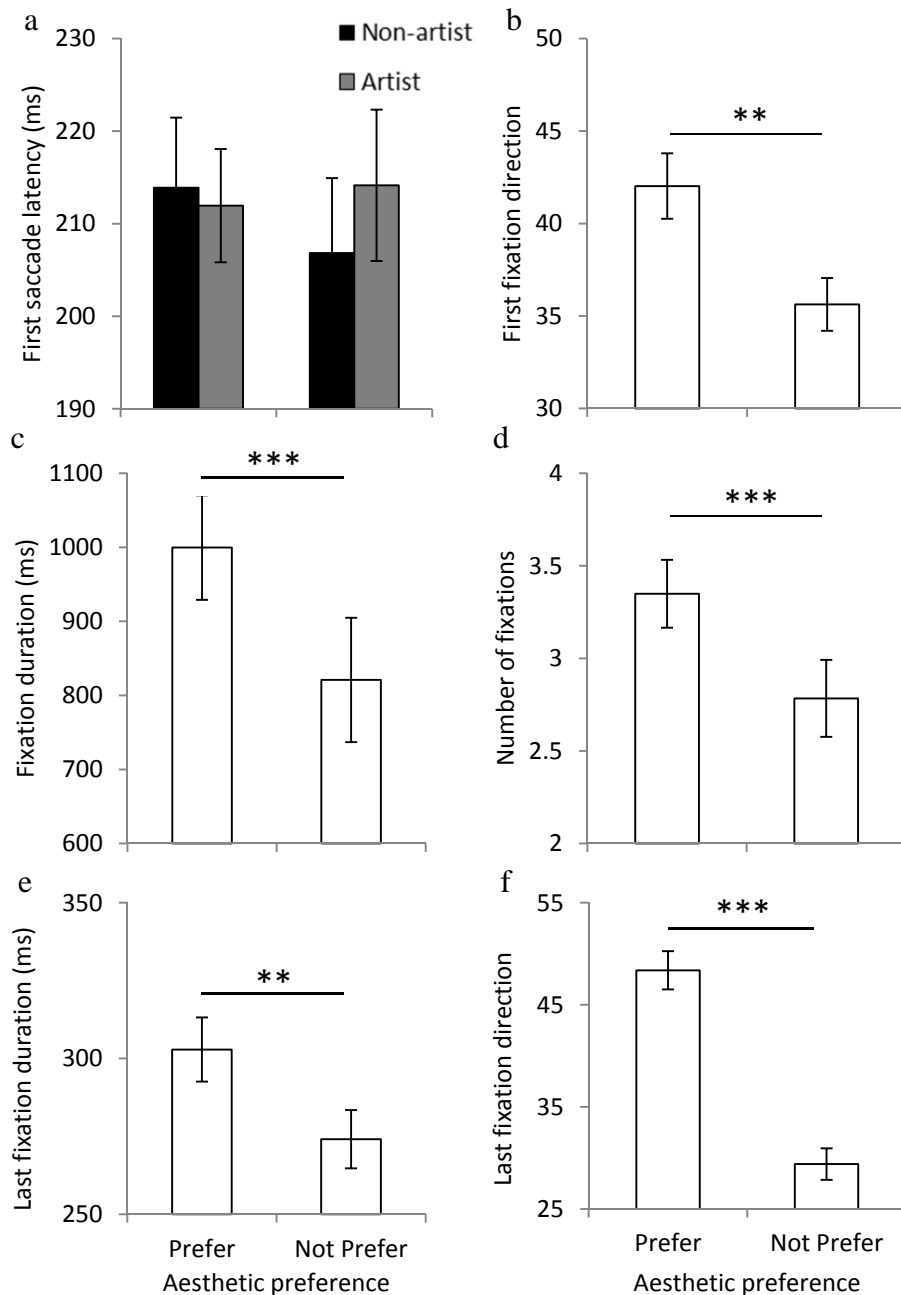 a
Non-artist
Artist
First saccade latency (ms)
230
220
210
200
190
b
**
First fixation direction
50
45
40
35
30
c
***
Fixation duration (ms)
1100
1000
900
800
700
600
d
***
Number of fixations
4
3.5
3
2.5
2
e
**
Last fixation duration (ms)
350
300
250
Prefer
Not Prefer
Aesthetic preference
f
***
Last fixation direction
55
45
35
25
Prefer
Not Prefer
Aesthetic preference